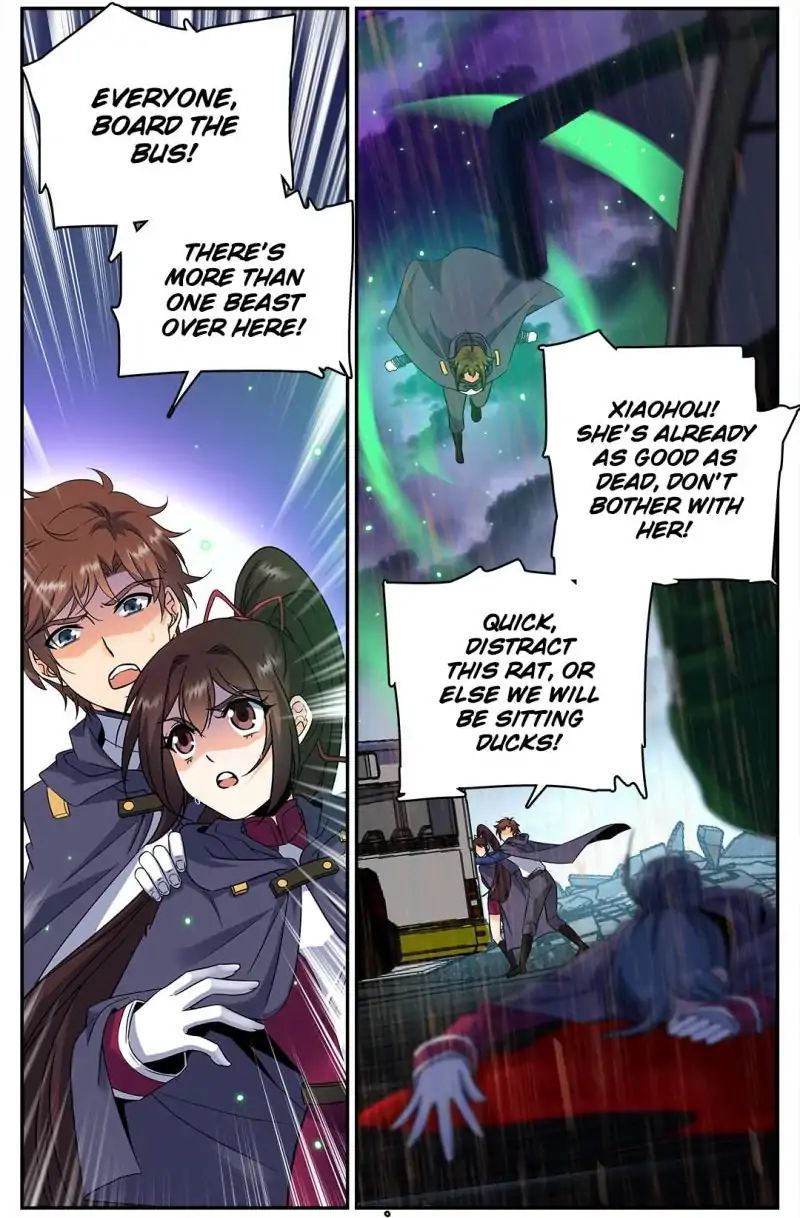 EVERYONE,
BOARD THE
BUS!
THERE'S
MORE THAN
ONE BEAST
OVER HERE!
XIAOHOU!
SHE'S ALREADY
AS GOOD AS
DEAD, DON'T
BOTHER WITH
HER!
QUICK,
DISTRACT
THIS RAT, OR
ELSE WE WILL
BE SITTING
DUCKS!